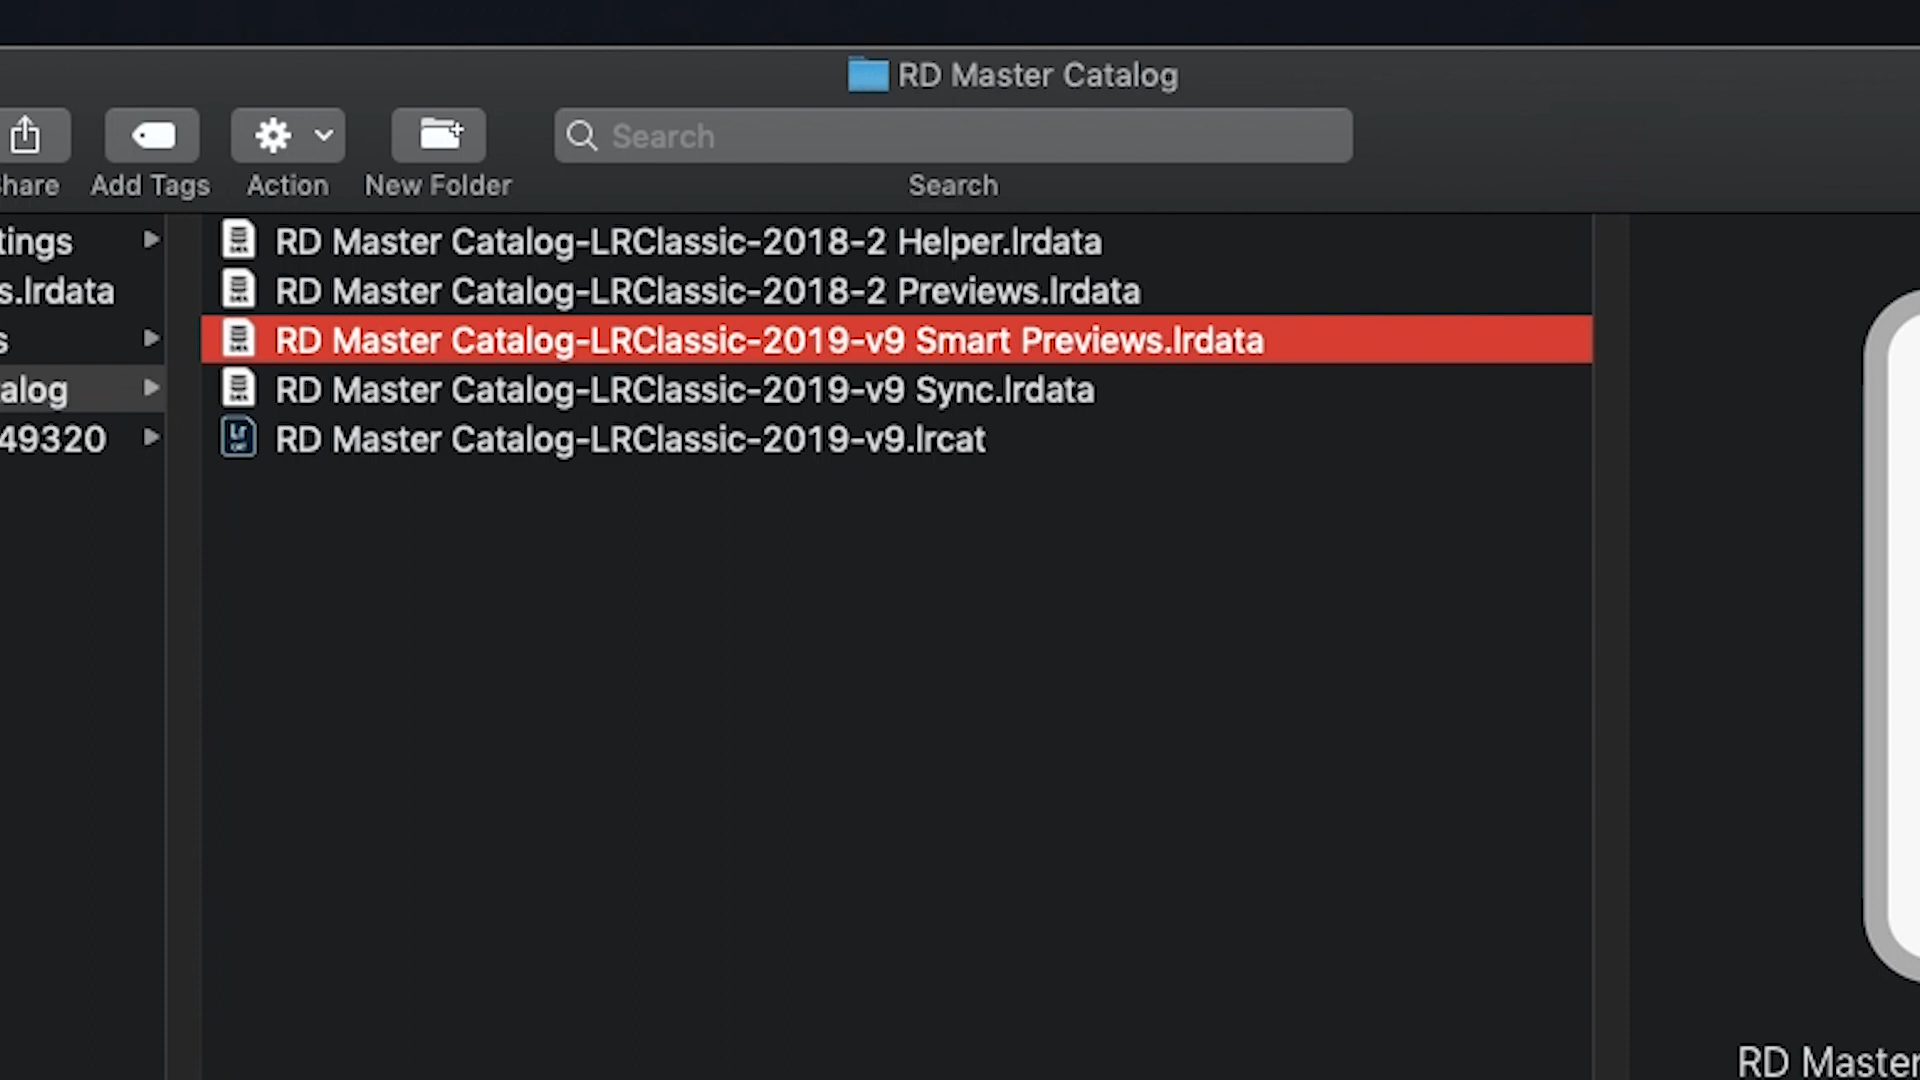 RD Master Catalog
Search
hare
Add Tags
Action
New Folder
Search
tings
s.lrdata
s
alog
49320
RD Master Catalog-LRClassic-2018-2 Helper.lrdata
RD Master Catalog-LRClassic-2018-2 Previews.lrdata
RD Master Catalog-LRClassic-2019-v9 Smart Previews.lrdata
RD Master Catalog-LRClassic-2019-v9 Sync.lrdata
RD Master Catalog-LRClassic-2019-v9.lrcat
RD Master